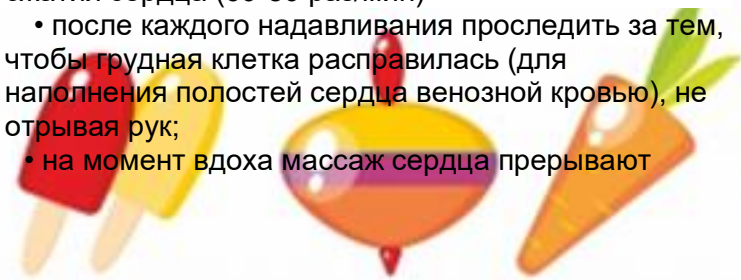 • после каждого надавливания проследить за тем,
чтобы грудная клетка расправилась (для
наполнения полостей сердца венозной кровью), не
отрывая рук;
• на момент вдоха массаж сердца прерывают